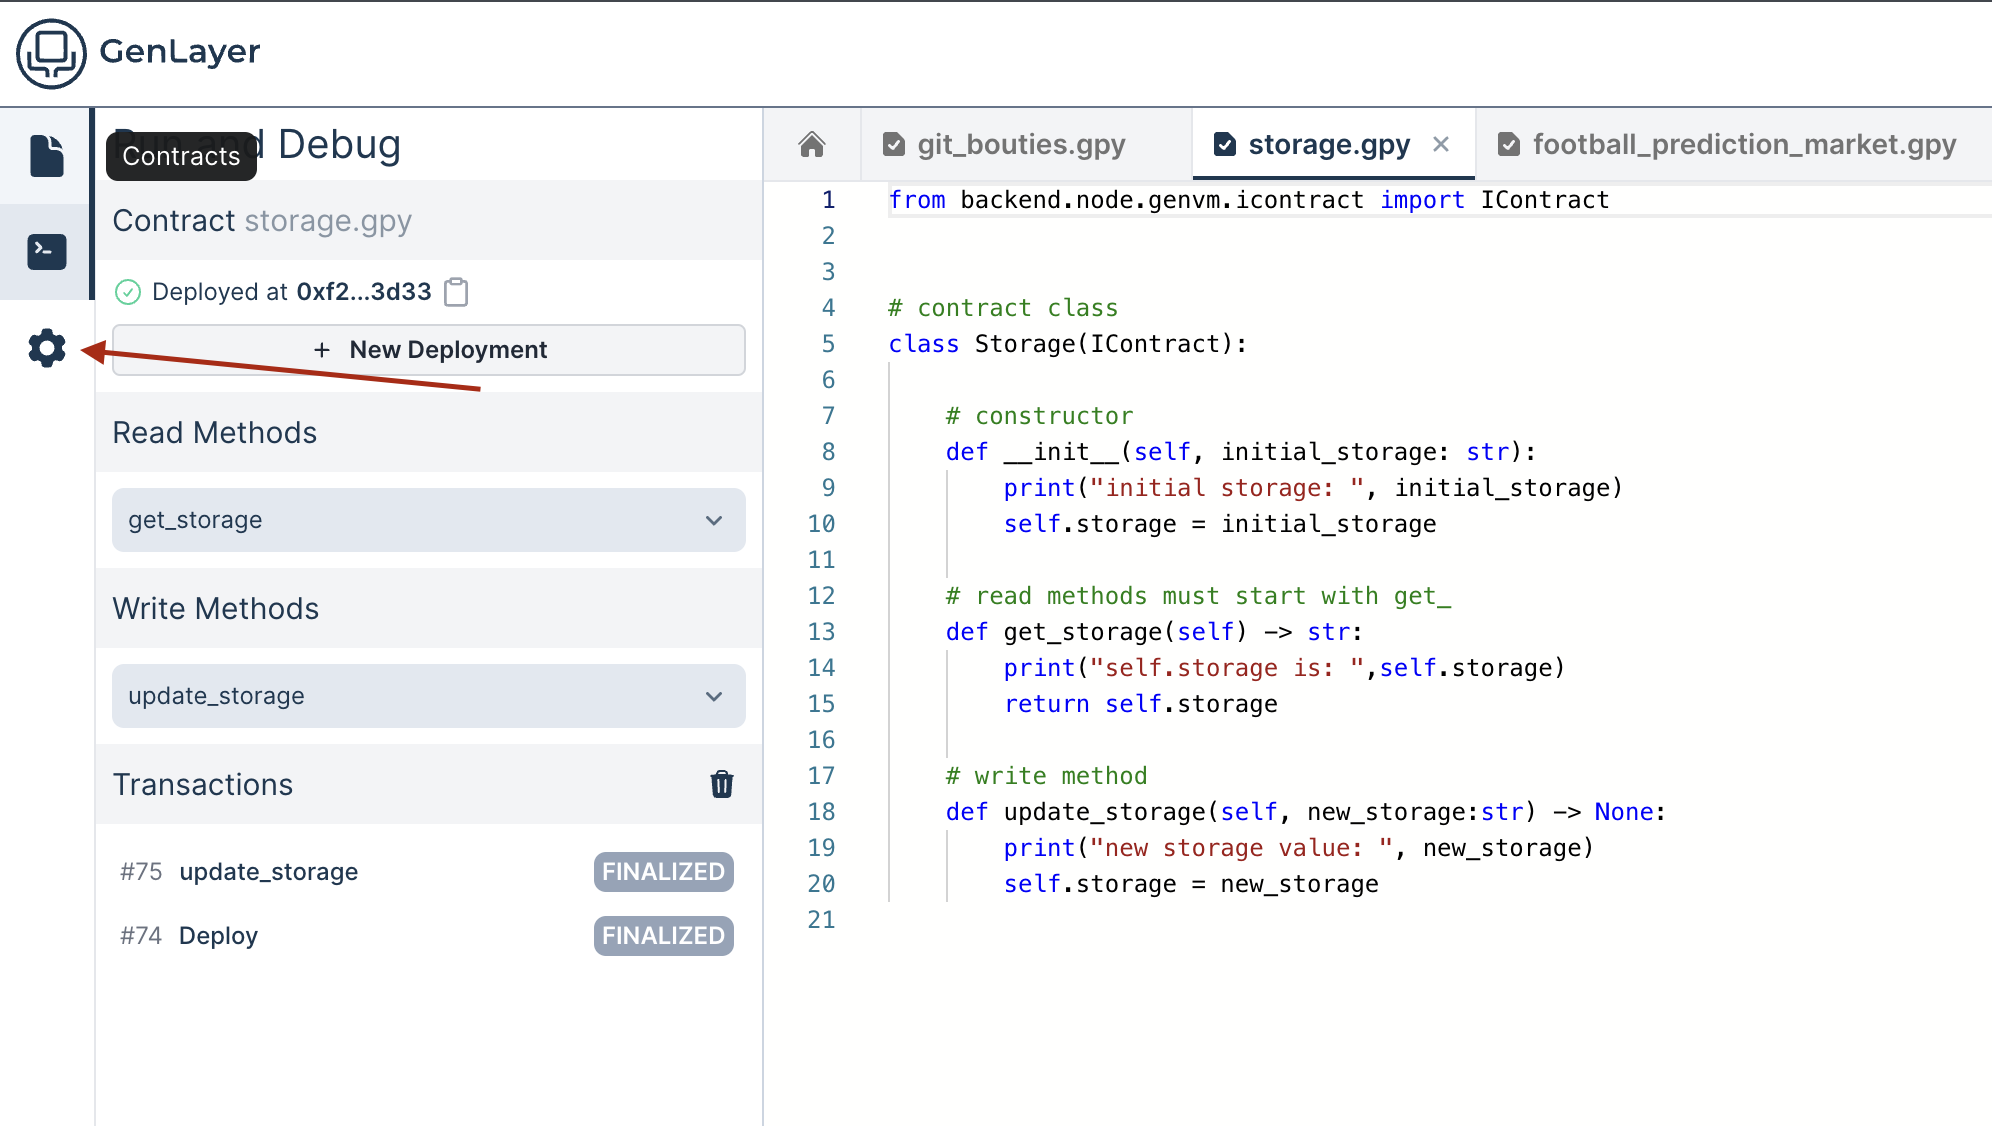 GenLayer
Run and Debug
Contracts
Contract storage.gpy
Deployed at 0xf2...3d33
+ New Deployment
Read Methods
get_storage
Write Methods
update_storage
Transactions
#75 update_storage FINALIZED
#74 Deploy FINALIZED
git_bouties.gpy
storage.gpy ×
football_prediction_market.gpy
1 from backend.node.genvm.icontract import IContract
2
3
4 # contract class
5 class Storage(IContract):
6
7     # constructor
8     def __init__(self, initial_storage: str):
9         print("initial storage: ", initial_storage)
10         self.storage = initial_storage
11
12     # read methods must start with get_
13     def get_storage(self) -> str:
14         print("self.storage is: ",self.storage)
15         return self.storage
16
17     # write method
18     def update_storage(self, new_storage:str) -> None:
19         print("new storage value: ", new_storage)
20         self.storage = new_storage
21